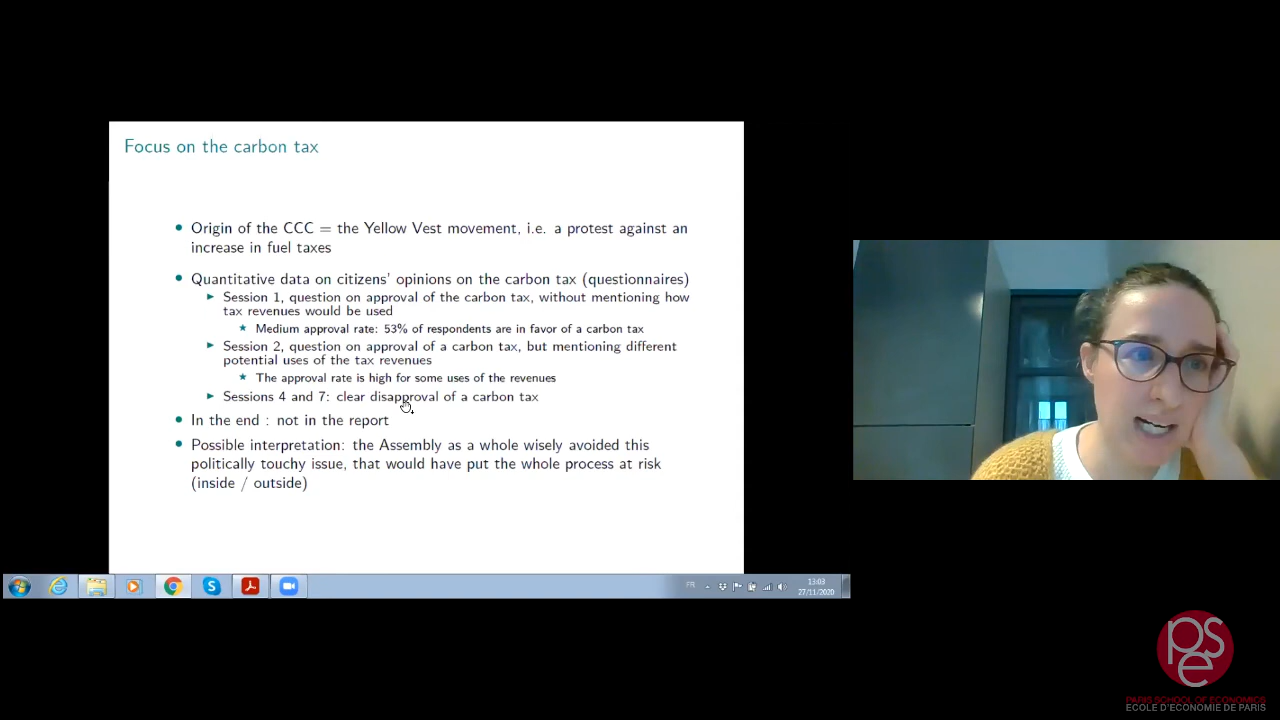 Focus on the carbon tax
Origin of the CCC = the Yellow Vest movement, i.e. a protest against an
increase in fuel taxes
Quantitative data on citizens' opinions on the carbon tax (questionnaires)
Session 1, question on approval of the carbon tax, without mentioning how
tax revenues would be used
Medium approval rate: 53% of respondents are in favor of a carbon tax
Session 2, question on approval of a carbon tax, but mentioning different
potential uses of the tax revenues
The approval rate is high for some uses of the revenues
Sessions 4 and 7: clear disapproval of a carbon tax
In the end : not in the report
Possible interpretation: the Assembly as a whole wisely avoided this
politically touchy issue, that would have put the whole process at risk
(inside / outside)
FR
13:03
27/11/2020
pse
PARIS SCHOOL OF ECONOMICS
ECOLE D'ECONOMIE DE PARIS